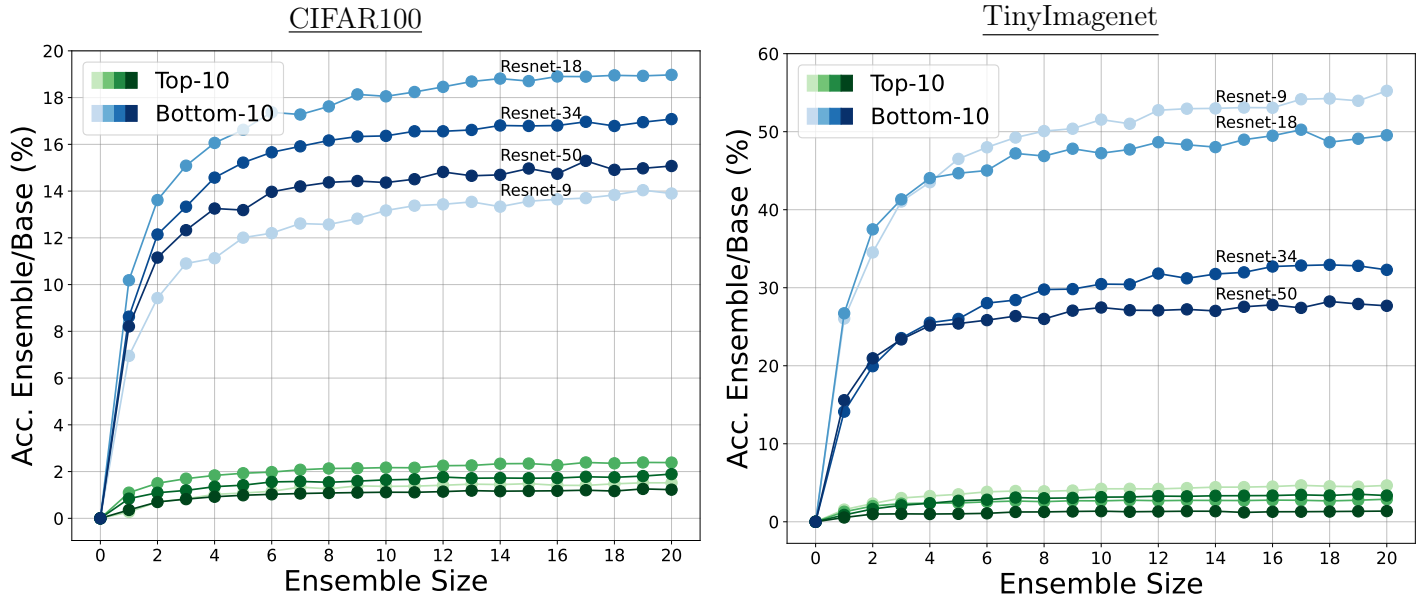 CIFAR100
Acc. Ensemble/Base (%)
20
18
16
14
12
10
8
6
4
2
0
Top-10
Bottom-10
Resnet-18
Resnet-34
Resnet-50
Resnet-9
0 2 4 6 8 10 12 14 16 18 20
Ensemble Size
TinyImagenet
Acc. Ensemble/Base (%)
60
50
40
30
20
10
0
Top-10
Bottom-10
Resnet-9
Resnet-18
Resnet-34
Resnet-50
0 2 4 6 8 10 12 14 16 18 20
Ensemble Size